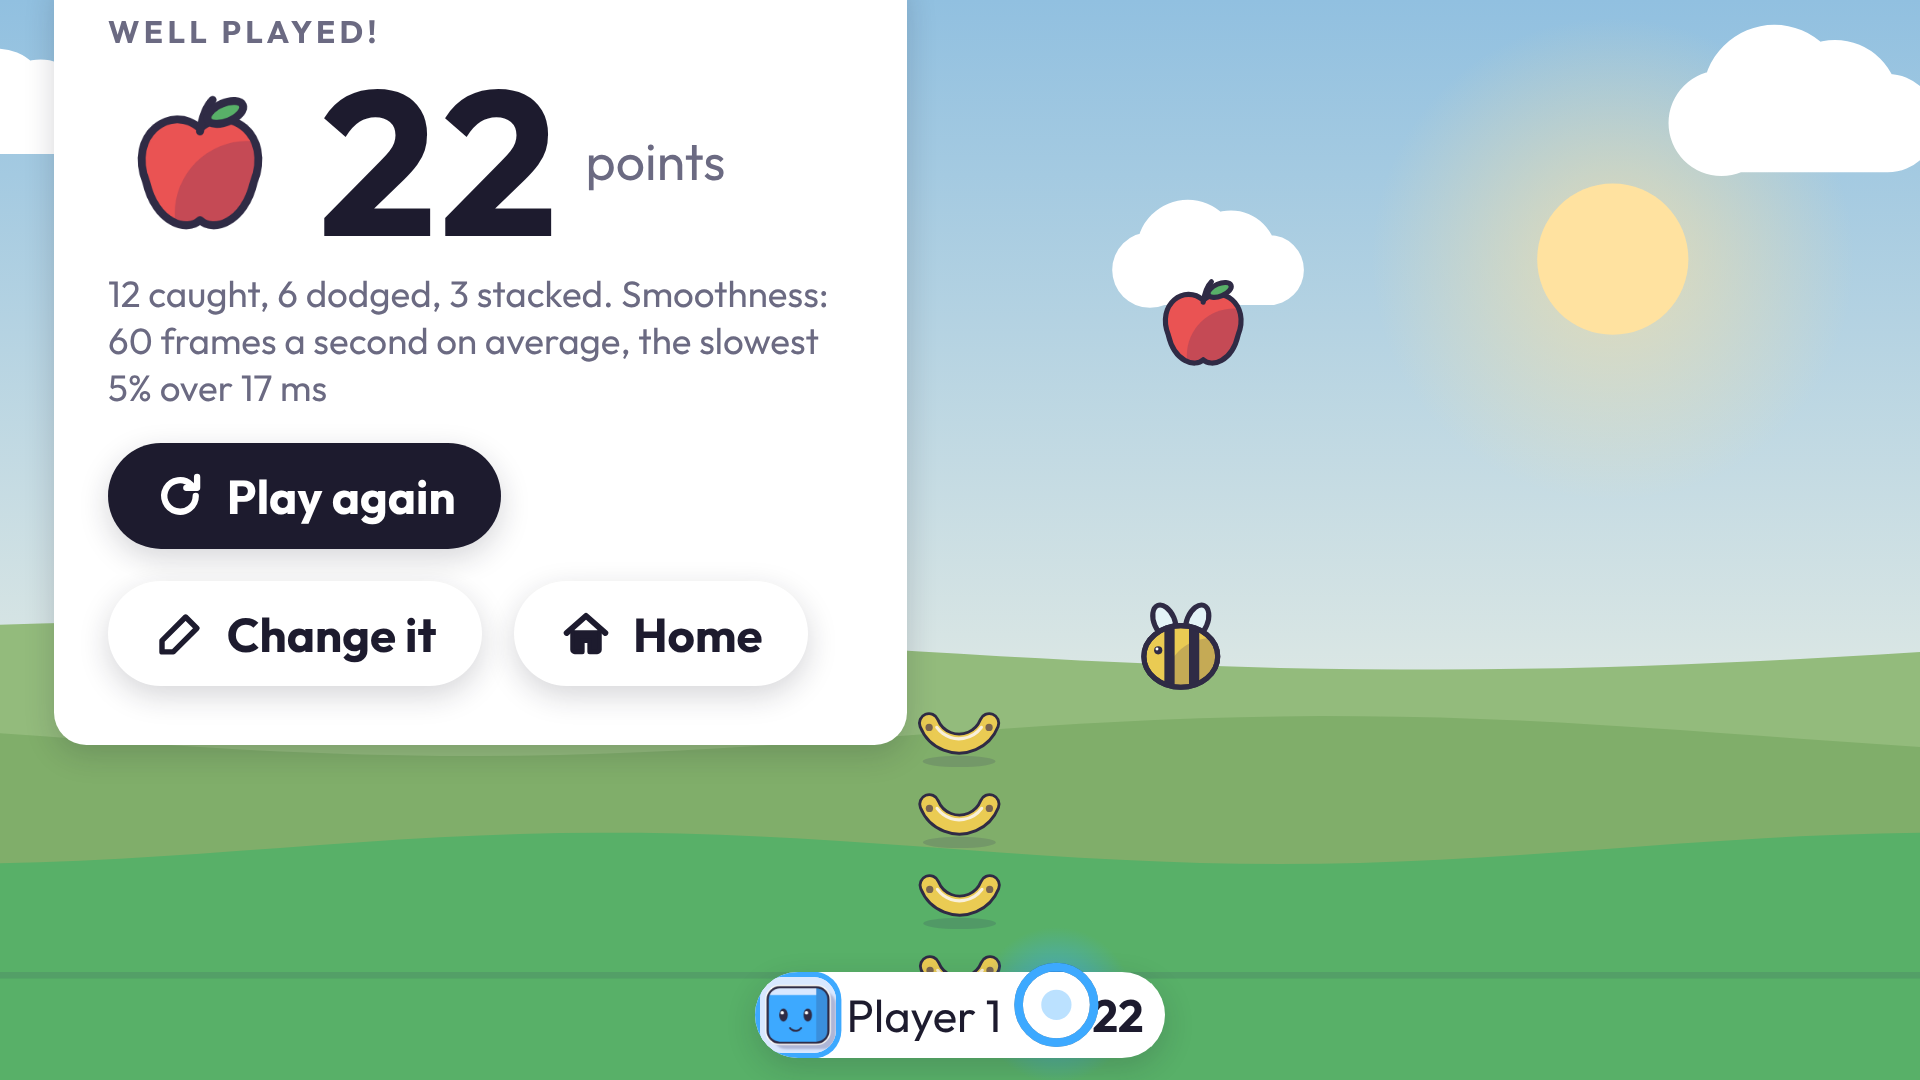 WELL PLAYED!
22 points
12 caught, 6 dodged, 3 stacked. Smoothness:
60 frames a second on average, the slowest
5% over 17 ms
Play again
Change it
Home
Player 1
22